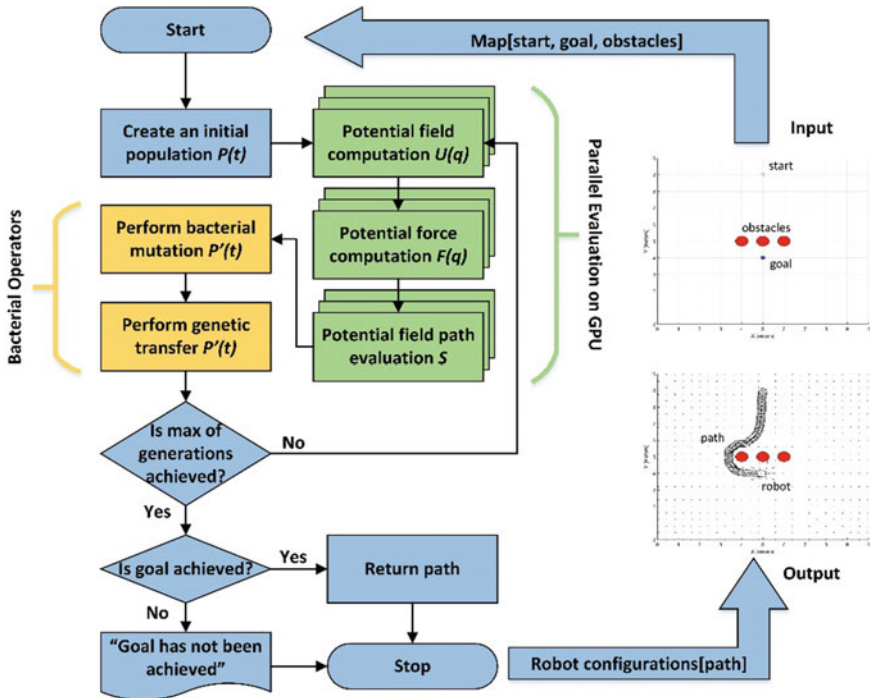 Start
Map[start, goal, obstacles]
Input
Create an initial
population P(t)
Potential field
computation U(q)
Parallel Evaluation on GPU
start
obstacles
goal
Bacterial Operators
Perform bacterial
mutation P'(t)
Potential force
computation F(q)
Perform genetic
transfer P'(t)
Potential field path
evaluation S
Is max of
generations
achieved?
No
Yes
path
robot
Is goal achieved?
Yes
Return path
Output
No
“Goal has not been
achieved”
Stop
Robot configurations[path]